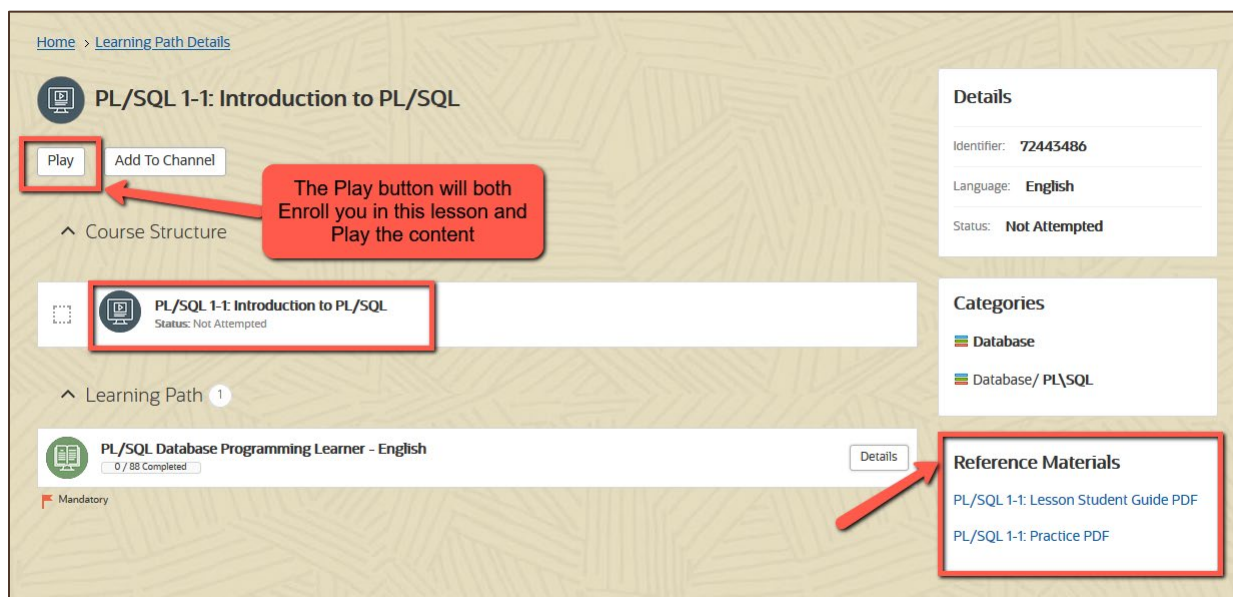 Home > Learning Path Details
PL/SQL 1-1: Introduction to PL/SQL
Play
Add To Channel
The Play button will both
Enroll you in this lesson and
Play the content
Course Structure
PL/SQL 1-1: Introduction to PL/SQL
Status: Not Attempted
Learning Path 1
PL/SQL Database Programming Learner - English
0 / 88 Completed
Details
Mandatory
Details
Identifier: 72443486
Language: English
Status: Not Attempted
Categories
Database
Database/ PL\SQL
Reference Materials
PL/SQL 1-1: Lesson Student Guide PDF
PL/SQL 1-1: Practice PDF